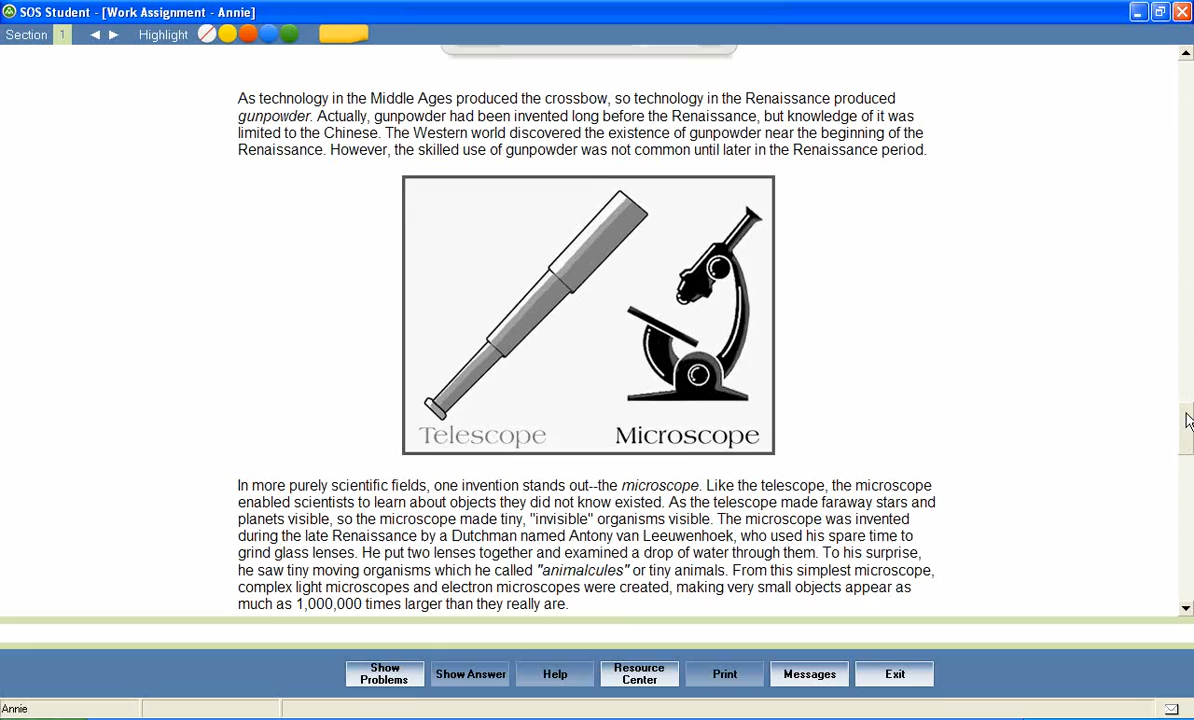 SOS Student - [Work Assignment - Annie]
Section 1 Highlight
As technology in the Middle Ages produced the crossbow, so technology in the Renaissance produced
gunpowder. Actually, gunpowder had been invented long before the Renaissance, but knowledge of it was
limited to the Chinese. The Western world discovered the existence of gunpowder near the beginning of the
Renaissance. However, the skilled use of gunpowder was not common until later in the Renaissance period.
Telescope Microscope
In more purely scientific fields, one invention stands out--the microscope. Like the telescope, the microscope
enabled scientists to learn about objects they did not know existed. As the telescope made faraway stars and
planets visible, so the microscope made tiny, "invisible" organisms visible. The microscope was invented
during the late Renaissance by a Dutchman named Antony van Leeuwenhoek, who used his spare time to
grind glass lenses. He put two lenses together and examined a drop of water through them. To his surprise,
he saw tiny moving organisms which he called "animalcules" or tiny animals. From this simplest microscope,
complex light microscopes and electron microscopes were created, making very small objects appear as
much as 1,000,000 times larger than they really are.
Show
Problems
Show Answer
Help
Resource
Center
Print
Messages
Exit
Annie